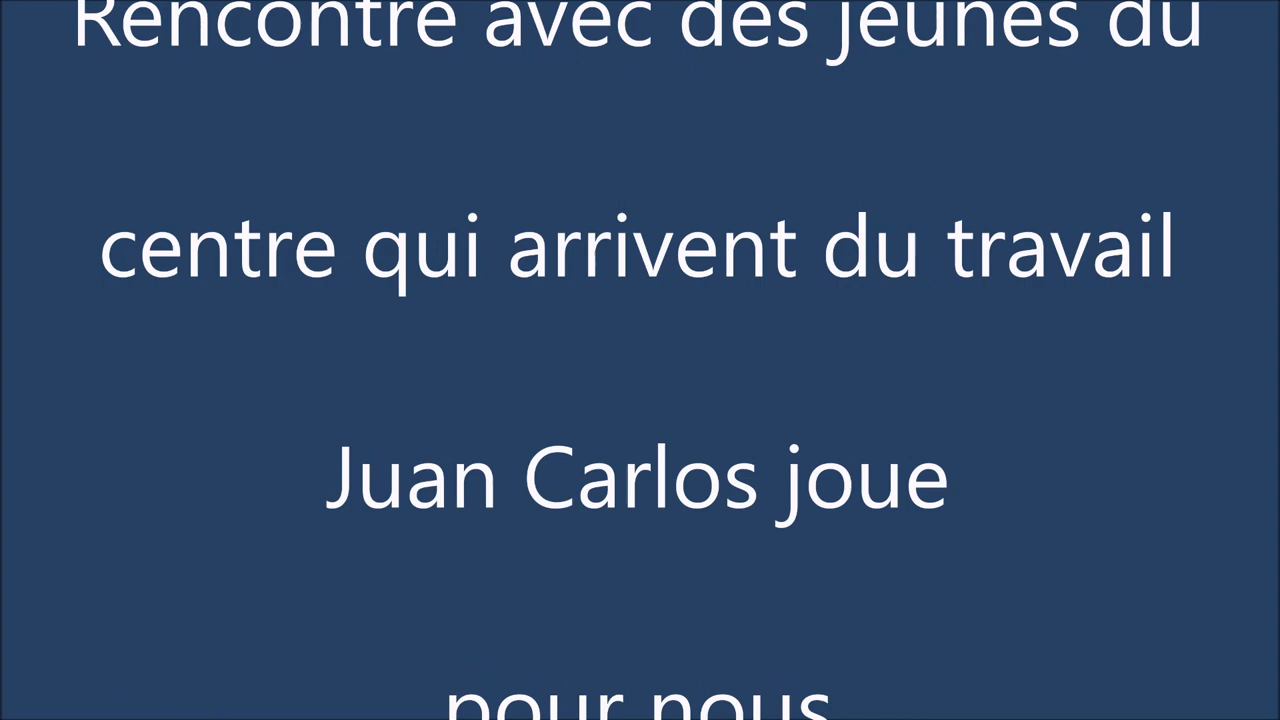 Rencontre avec des jeunes du
centre qui arrivent du travail
Juan Carlos joue
pour nous